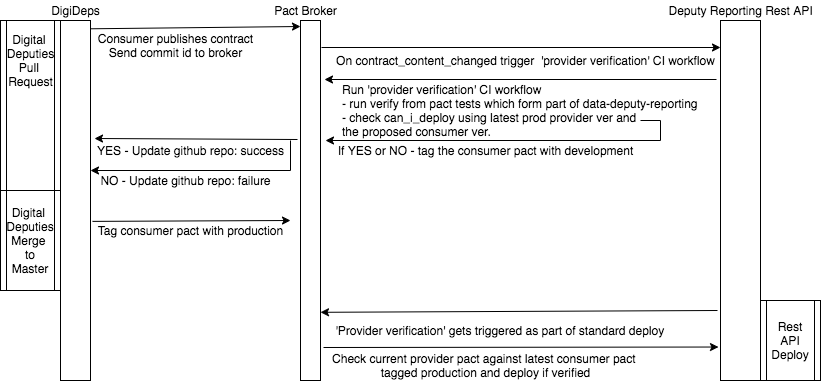 DigiDeps
Pact Broker
Deputy Reporting Rest API
Digital
Deputies
Pull
Request
Consumer publishes contract
Send commit id to broker
On contract_content_changed trigger 'provider verification' CI workflow
Run 'provider verification' CI workflow
- run verify from pact tests which form part of data-deputy-reporting
- check can_i_deploy using latest prod provider ver and
the proposed consumer ver.
YES - Update github repo: success
If YES or NO - tag the consumer pact with development
NO - Update github repo: failure
Digital
Deputies
Merge
to
Master
Tag consumer pact with production
'Provider verification' gets triggered as part of standard deploy
Rest
API
Deploy
Check current provider pact against latest consumer pact
tagged production and deploy if verified